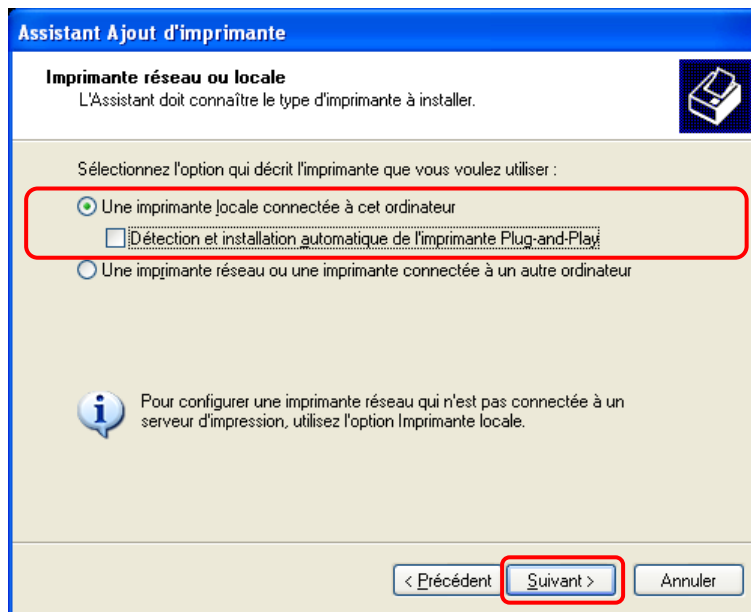 Assistant Ajout d'imprimante
Imprimante réseau ou locale
L'Assistant doit connaître le type d'imprimante à installer.
Sélectionnez l'option qui décrit l'imprimante que vous voulez utiliser :
Une imprimante locale connectée à cet ordinateur
Détection et installation automatique de l'imprimante Plug-and-Play
Une imprimante réseau ou une imprimante connectée à un autre ordinateur
Pour configurer une imprimante réseau qui n'est pas connectée à un
serveur d'impression, utilisez l'option Imprimante locale.
< Précédent Suivant > Annuler